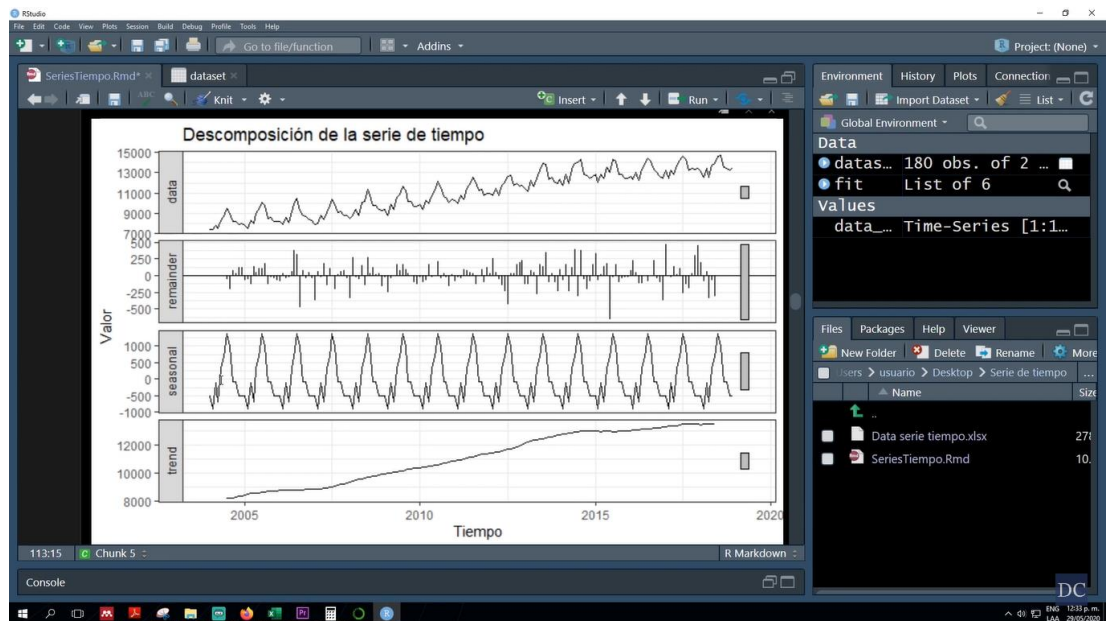 RStudio
File Edit Code View Plots Session Build Debug Profile Tools Help
Go to file/function
Addins
Project: (None)
SeriesTiempo.Rmd*
dataset
ABC
Knit
Insert
Run
Descomposición de la serie de tiempo
15000
13000
11000
9000
7000
data
500
250
0
-250
-500
remainder
1000
500
0
-500
-1000
seasonal
12000
10000
8000
trend
Valor
2005 2010 2015 2020
Tiempo
113:15
C Chunk 5
R Markdown
Console
Environment History Plots Connection
Import Dataset
List
C
Global Environment
Data
datas... 180 obs. of 2 ...
fit List of 6
Values
data_... Time-Series [1:1...
Files Packages Help Viewer
New Folder Delete Rename More
sers > usuario > Desktop > Serie de tiempo ...
Name Size
..
Data serie tiempo.xlsx 278
SeriesTiempo.Rmd 10.
DC
Pr
R
ENG 12:33 p. m.
LAA 29/05/2020